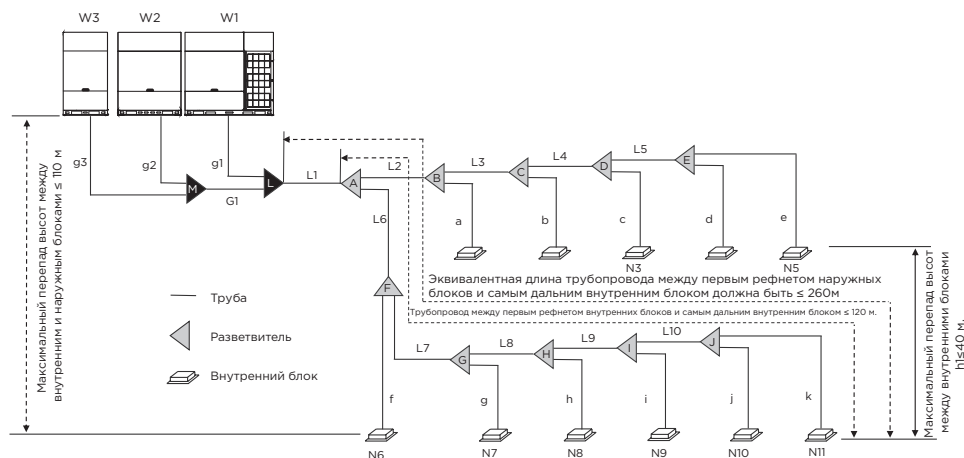 W3 W2 W1
Максимальный перепад высот между
внутренним и наружным блоками ≤ 110 м
g3 g2 g1
M L
G1
L1
A B C D E
L2 L3 L4 L5
L6
a b c d e
N3 N5
Эквивалентная длина трубопровода между первым рефнетом наружных
блоков и самым дальним внутренним блоком должна быть ≤ 260м
Трубопровод между первым рефнетом внутренних блоков и самым дальним внутренним блоком ≤ 120 м.
Труба
Разветвитель
Внутренний блок
F G H I J
L7 L8 L9 L10
f g h i j k
N6 N7 N8 N9 N10 N11
Максимальный перепад высот
между внутренними блоками
h1≤40 м.